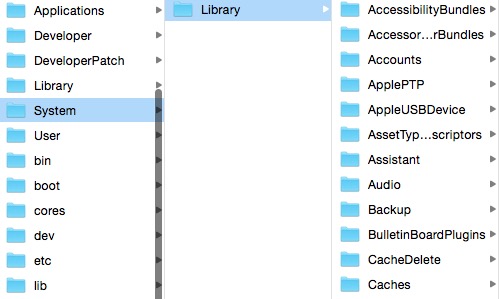 Applications
Developer
DeveloperPatch
Library
System
User
bin
boot
cores
dev
etc
lib
Library
AccessibilityBundles
Accessor...rBundles
Accounts
ApplePTP
AppleUSBDevice
AssetTyp...scriptors
Assistant
Audio
Backup
BulletinBoardPlugins
CacheDelete
Caches